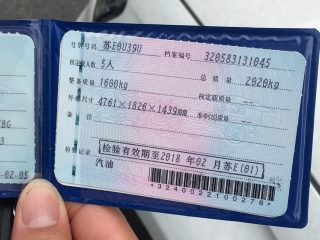 号牌号码 苏E0U39U 档案编号 320583131045
核定载人数 5人 总质量 2020kg
整备质量 1600kg 核定载质量 --
外廓尺寸 4761×1826×1439mm 准牵引总质量 --
备注
检验记录 检验有效期至2018年02月苏E(01)
汽油
*3240022100276*
02-05